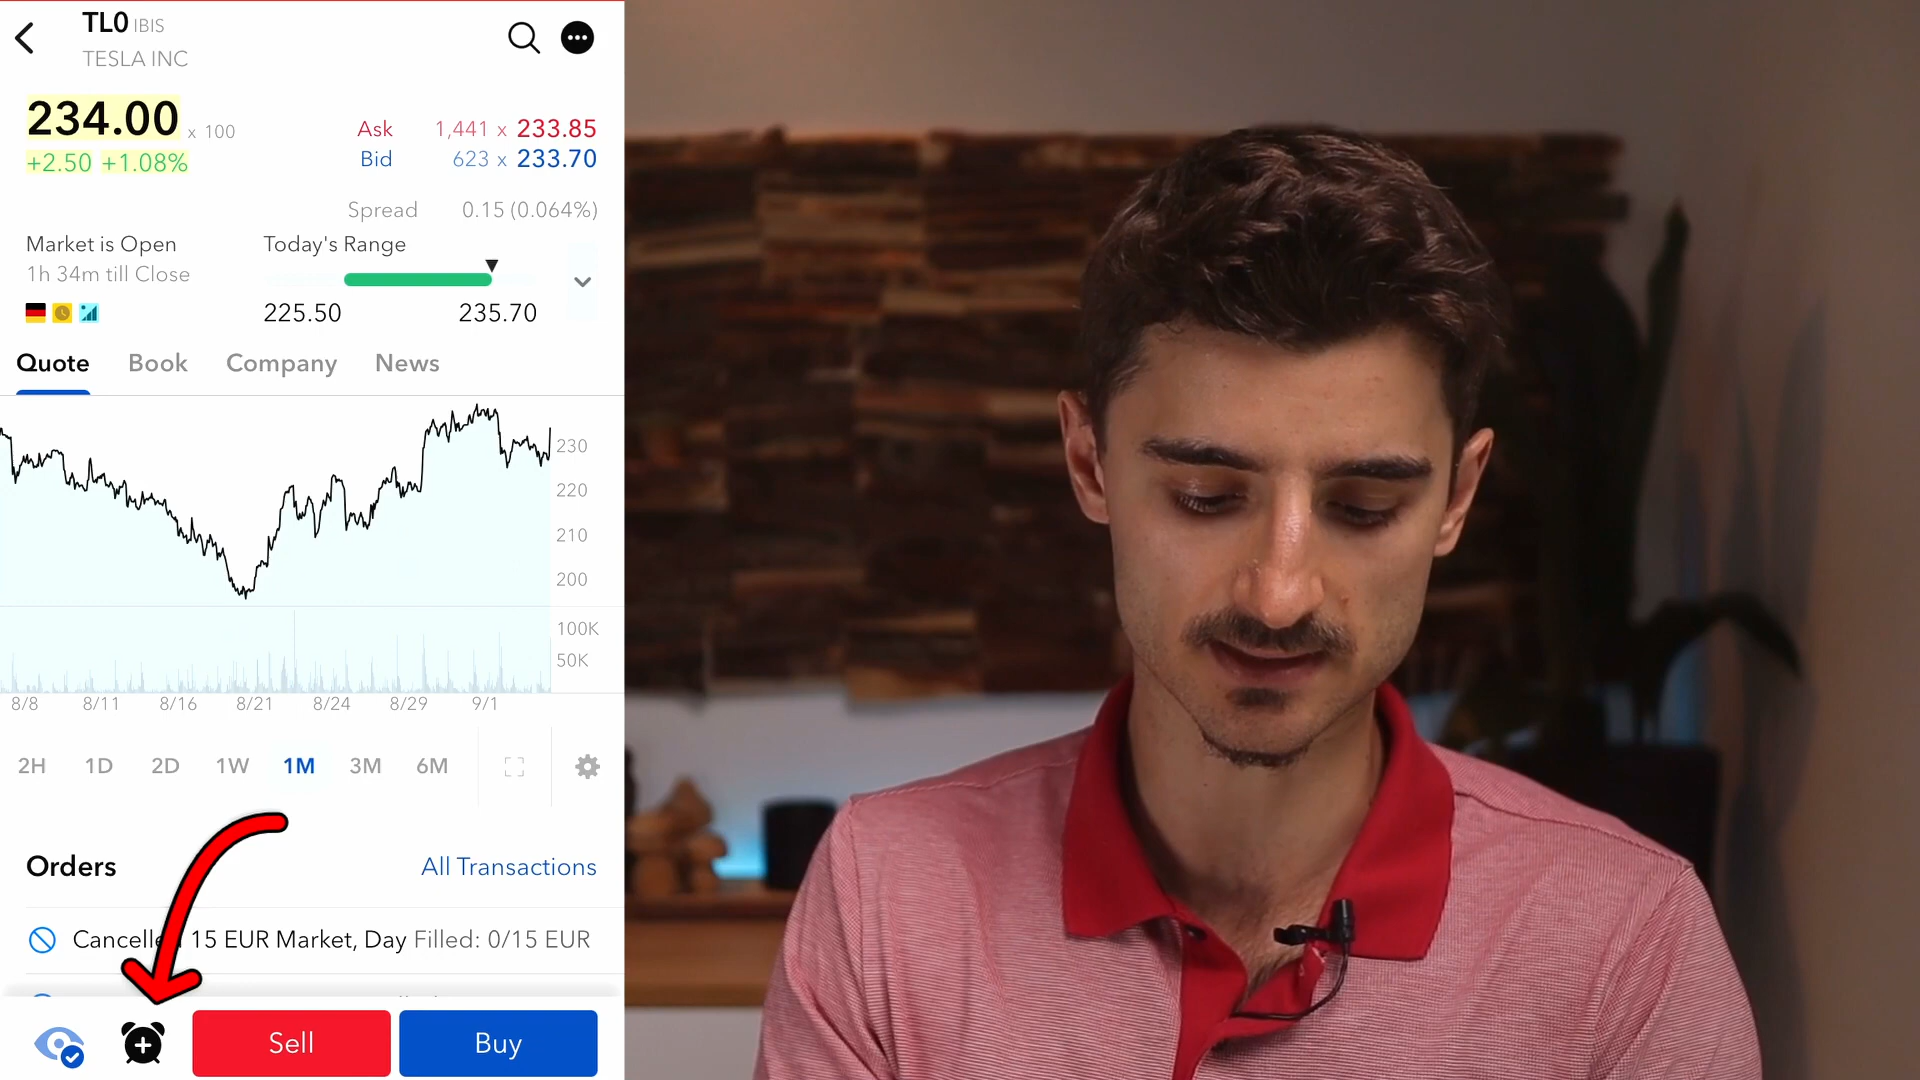 TL0 IBIS
TESLA INC
234.00 x 100
+2.50 +1.08%
Ask 1,441 x 233.85
Bid 623 x 233.70
Spread 0.15 (0.064%)
Market is Open
1h 34m till Close
Today's Range
225.50 235.70
Quote Book Company News
230
220
210
200
100K
50K
8/8 8/11 8/16 8/21 8/24 8/29 9/1
2H 1D 2D 1W 1M 3M 6M
Orders All Transactions
Cancelle 15 EUR Market, Day Filled: 0/15 EUR
Sell Buy